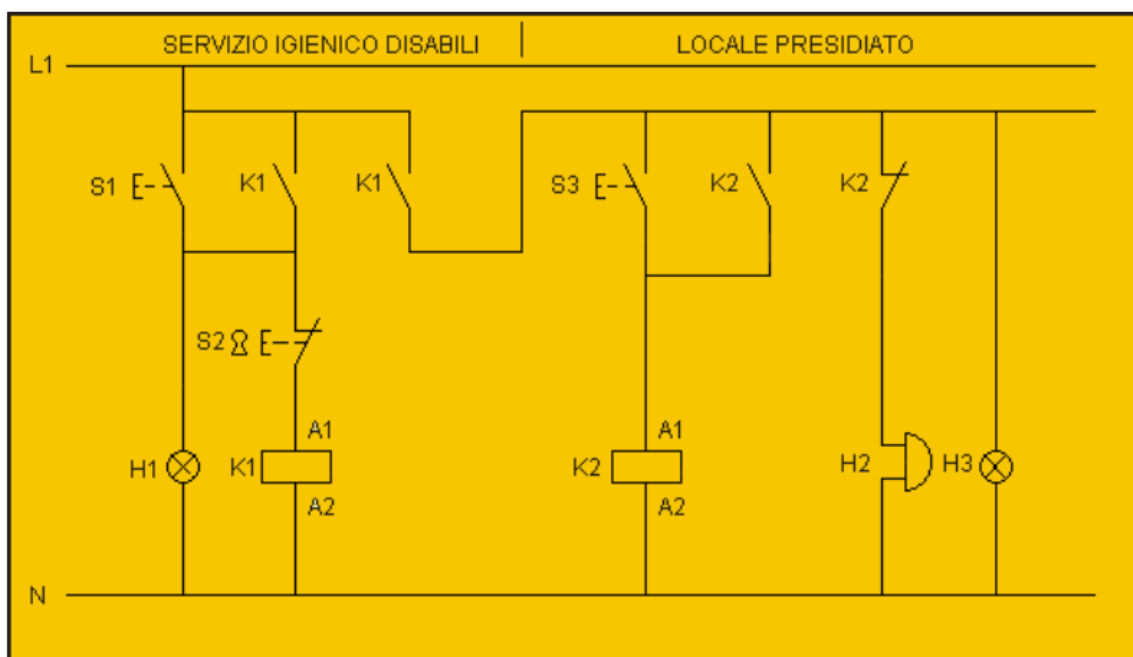 SERVIZIO IGIENICO DISABILI
LOCALE PRESIDIATO
L1
S1
K1
K1
S3
K2
K2
S2
A1
A1
H1
K1
K2
H2
H3
A2
A2
N